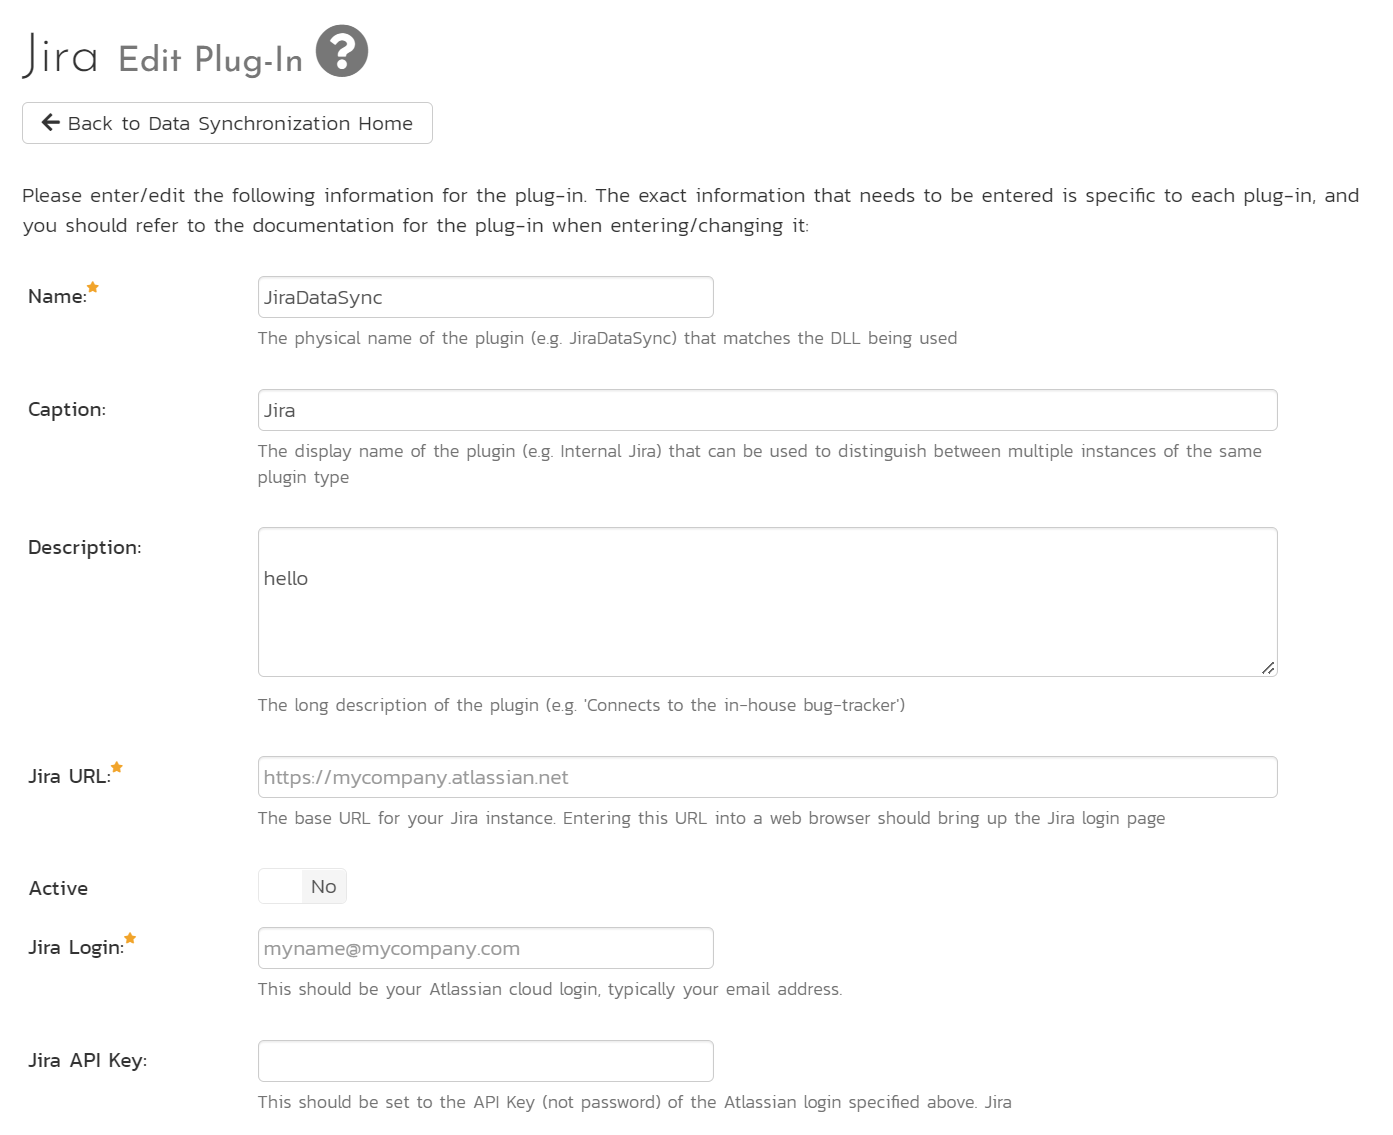 Jira Edit Plug-In ?
Back to Data Synchronization Home
Please enter/edit the following information for the plug-in. The exact information that needs to be entered is specific to each plug-in, and
you should refer to the documentation for the plug-in when entering/changing it:
Name:
JiraDataSync
The physical name of the plugin (e.g. JiraDataSync) that matches the DLL being used
Caption:
Jira
The display name of the plugin (e.g. Internal Jira) that can be used to distinguish between multiple instances of the same
plugin type
Description:
hello
The long description of the plugin (e.g. 'Connects to the in-house bug-tracker')
Jira URL:
https://mycompany.atlassian.net
The base URL for your Jira instance. Entering this URL into a web browser should bring up the Jira login page
Active
No
Jira Login:
myname@mycompany.com
This should be your Atlassian cloud login, typically your email address.
Jira API Key:
This should be set to the API Key (not password) of the Atlassian login specified above. Jira